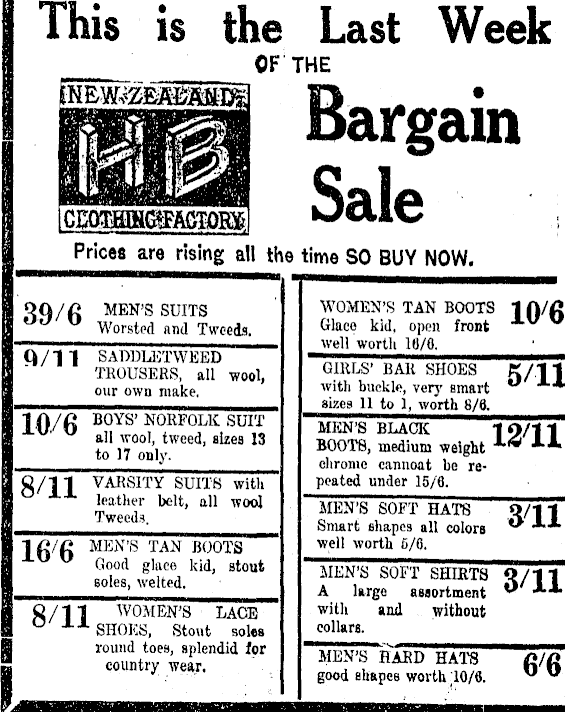 This is the Last Week
OF THE
NEW ZEALAND
HB
CLOTHING FACTORY
Bargain
Sale
Prices are rising all the time SO BUY NOW.
39/6 MEN'S SUITS
Worsted and Tweeds.
9/11 SADDLETWEED
TROUSERS, all wool,
our own make.
10/6 BOYS' NORFOLK SUIT
all wool, tweed, sizes 13
to 17 only.
8/11 VARSITY SUITS with
leather belt, all wool
Tweeds.
16/6 MEN'S TAN BOOTS
Good glace kid, stout
soles, welted.
8/11 WOMEN'S LACE
SHOES, Stout soles
round toes, splendid for
country wear.
WOMEN'S TAN BOOTS 10/6
Glace kid, open front
well worth 16/6.
GIRLS' BAR SHOES 5/11
with buckle, very smart
sizes 11 to 1, worth 8/6.
MEN'S BLACK 12/11
BOOTS, medium weight
chrome cannoat be re-
peated under 15/6.
MEN'S SOFT HATS 3/11
Smart shapes all colors
well worth 5/6.
MEN'S SOFT SHIRTS 3/11
A large assortment
with and without
collars.
MEN'S HARD HATS 6/6
good shapes worth 10/6.